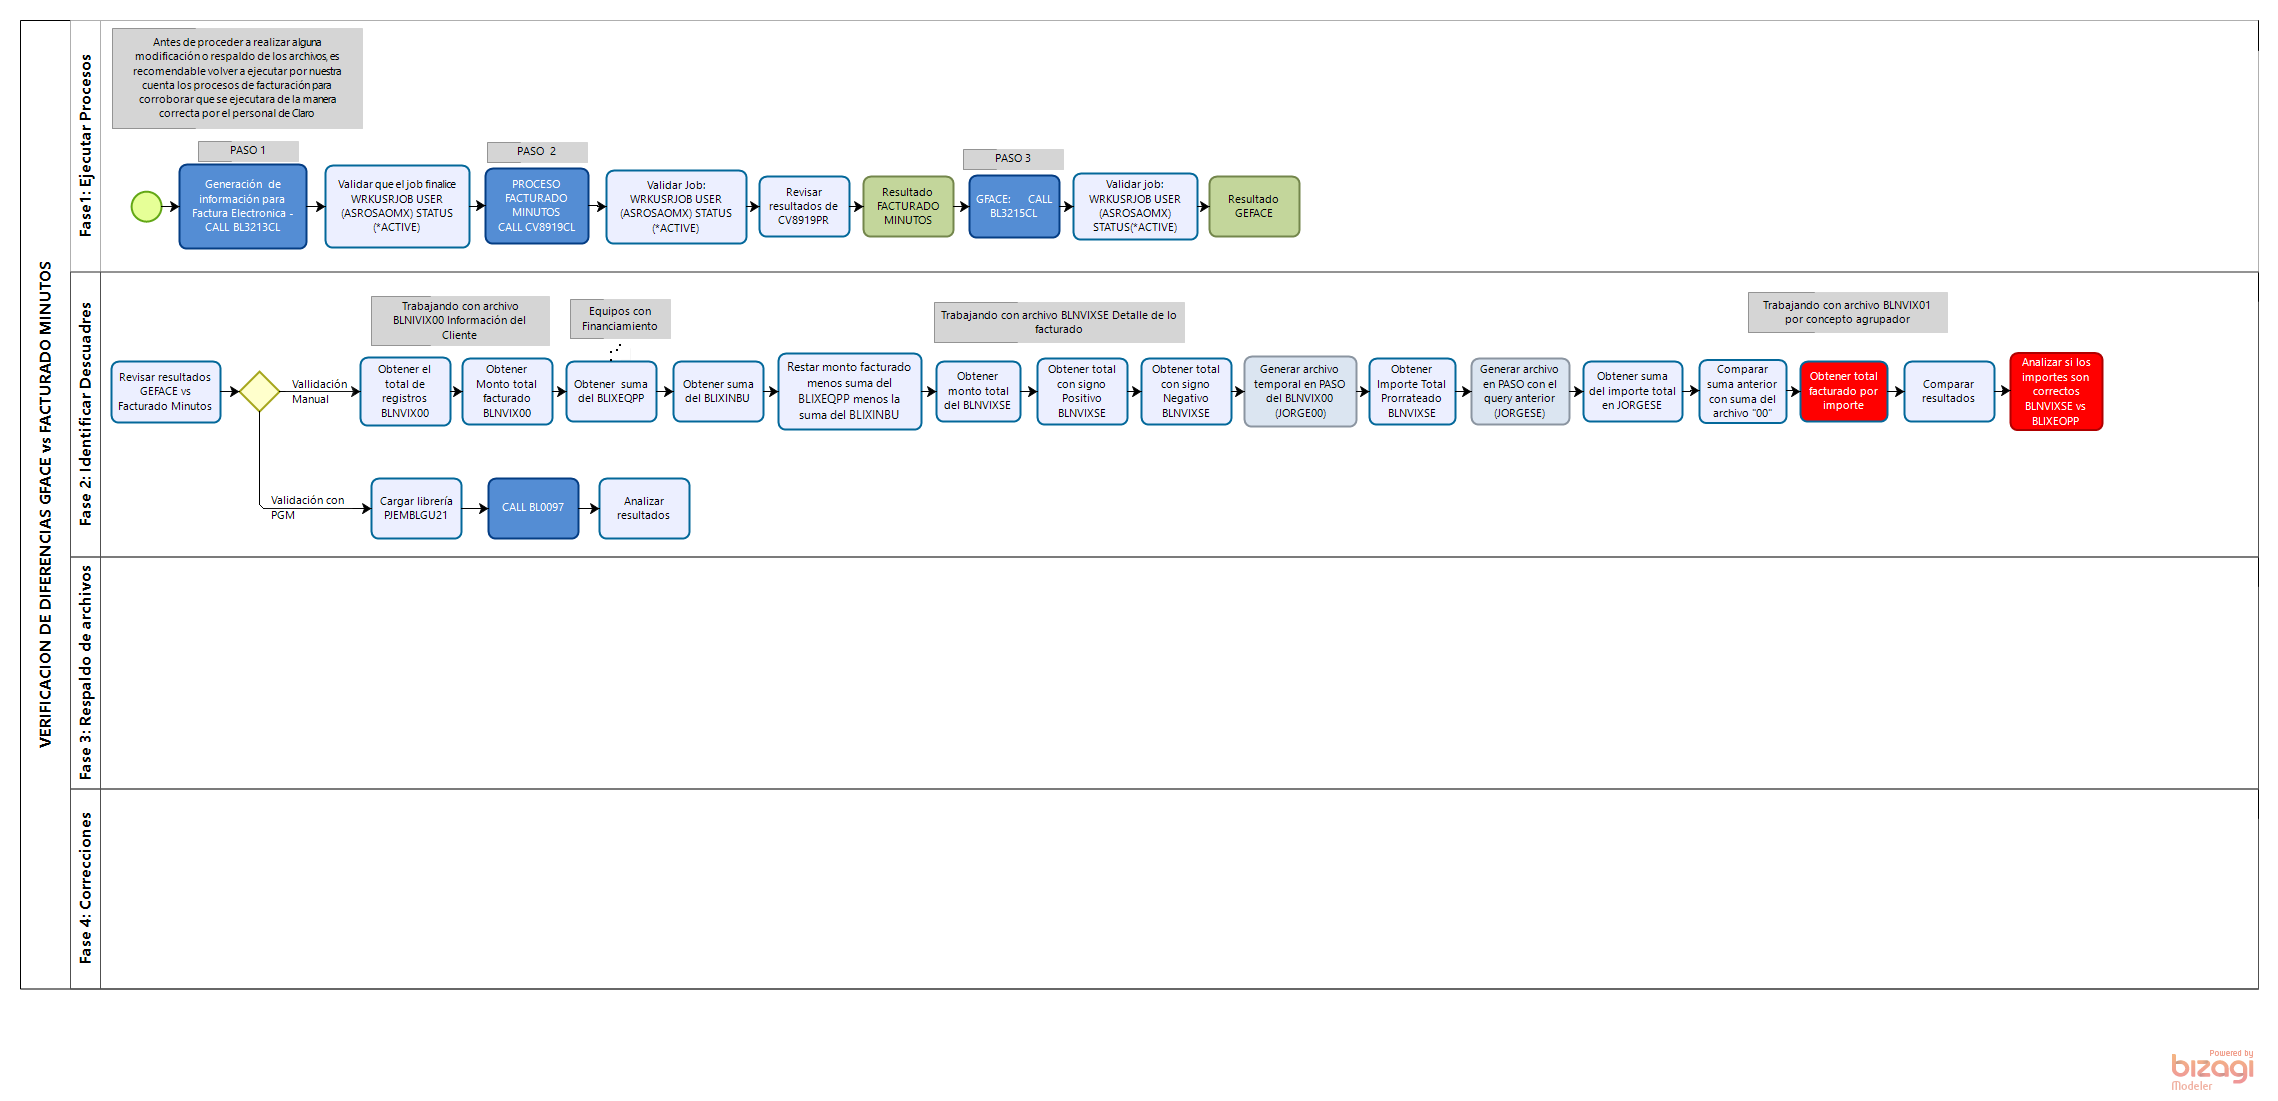 VERIFICACION DE DIFERENCIAS GFACE vs FACTURADO MINUTOS
Fase1: Ejecutar Procesos
Antes de proceder a realizar alguna
modificación o respaldo de los archivos, es
recomendable volver a ejecutar por nuestra
cuenta los procesos de facturación para
corroborar que se ejecutara de la manera
correcta por el personal de Claro
PASO 1
Generación de
información para
Factura Electronica -
CALL BL3213CL
Validar que el job finalice
WRKUSRJOB USER
(ASROSAOMX) STATUS
(*ACTIVE)
PASO 2
PROCESO
FACTURADO
MINUTOS
CALL CV8919CL
Validar Job:
WRKUSRJOB USER
(ASROSAOMX) STATUS
(*ACTIVE)
Revisar
resultados de
CV8919PR
Resultado
FACTURADO
MINUTOS
PASO 3
GFACE: CALL
BL3215CL
Validar job:
WRKUSRJOB USER
(ASROSAOMX)
STATUS(*ACTIVE)
Resultado
GEFACE
Fase 2: Identificar Descuadres
Revisar resultados
GEFACE vs
Facturado Minutos
Vallidación
Manual
Trabajando con archivo
BLNIVIX00 Información del
Cliente
Obtener el
total de
registros
BLNVIX00
Obtener
Monto total
facturado
BLNVIX00
Equipos con
Financiamiento
Obtener suma
del BLIXEQPP
Obtener suma
del BLIXINBU
Restar monto facturado
menos suma del
BLIXEQPP menos la
suma del BLIXINBU
Trabajando con archivo BLNVIXSE Detalle de lo
facturado
Obtener
monto total
del BLNVIXSE
Obtener total
con signo
Positivo
BLNVIXSE
Obtener total
con signo
Negativo
BLNVIXSE
Generar archivo
temporal en PASO
del BLNVIX00
(JORGE00)
Obtener
Importe Total
Prorrateado
BLNVIXSE
Generar archivo
en PASO con el
query anterior
(JORGESE)
Obtener suma
del importe total
en JORGESE
Comparar
suma anterior
con suma del
archivo "00"
Trabajando con archivo BLNVIX01
por concepto agrupador
Obtener total
facturado por
importe
Comparar
resultados
Analizar si los
importes son
correctos
BLNVIXSE vs
BLIXEOPP
Validación con
PGM
Cargar librería
PJEMBLGU21
CALL BL0097
Analizar
resultados
Fase 3: Respaldo de archivos
Fase 4: Correcciones
Powered by
bizagi
Modeler